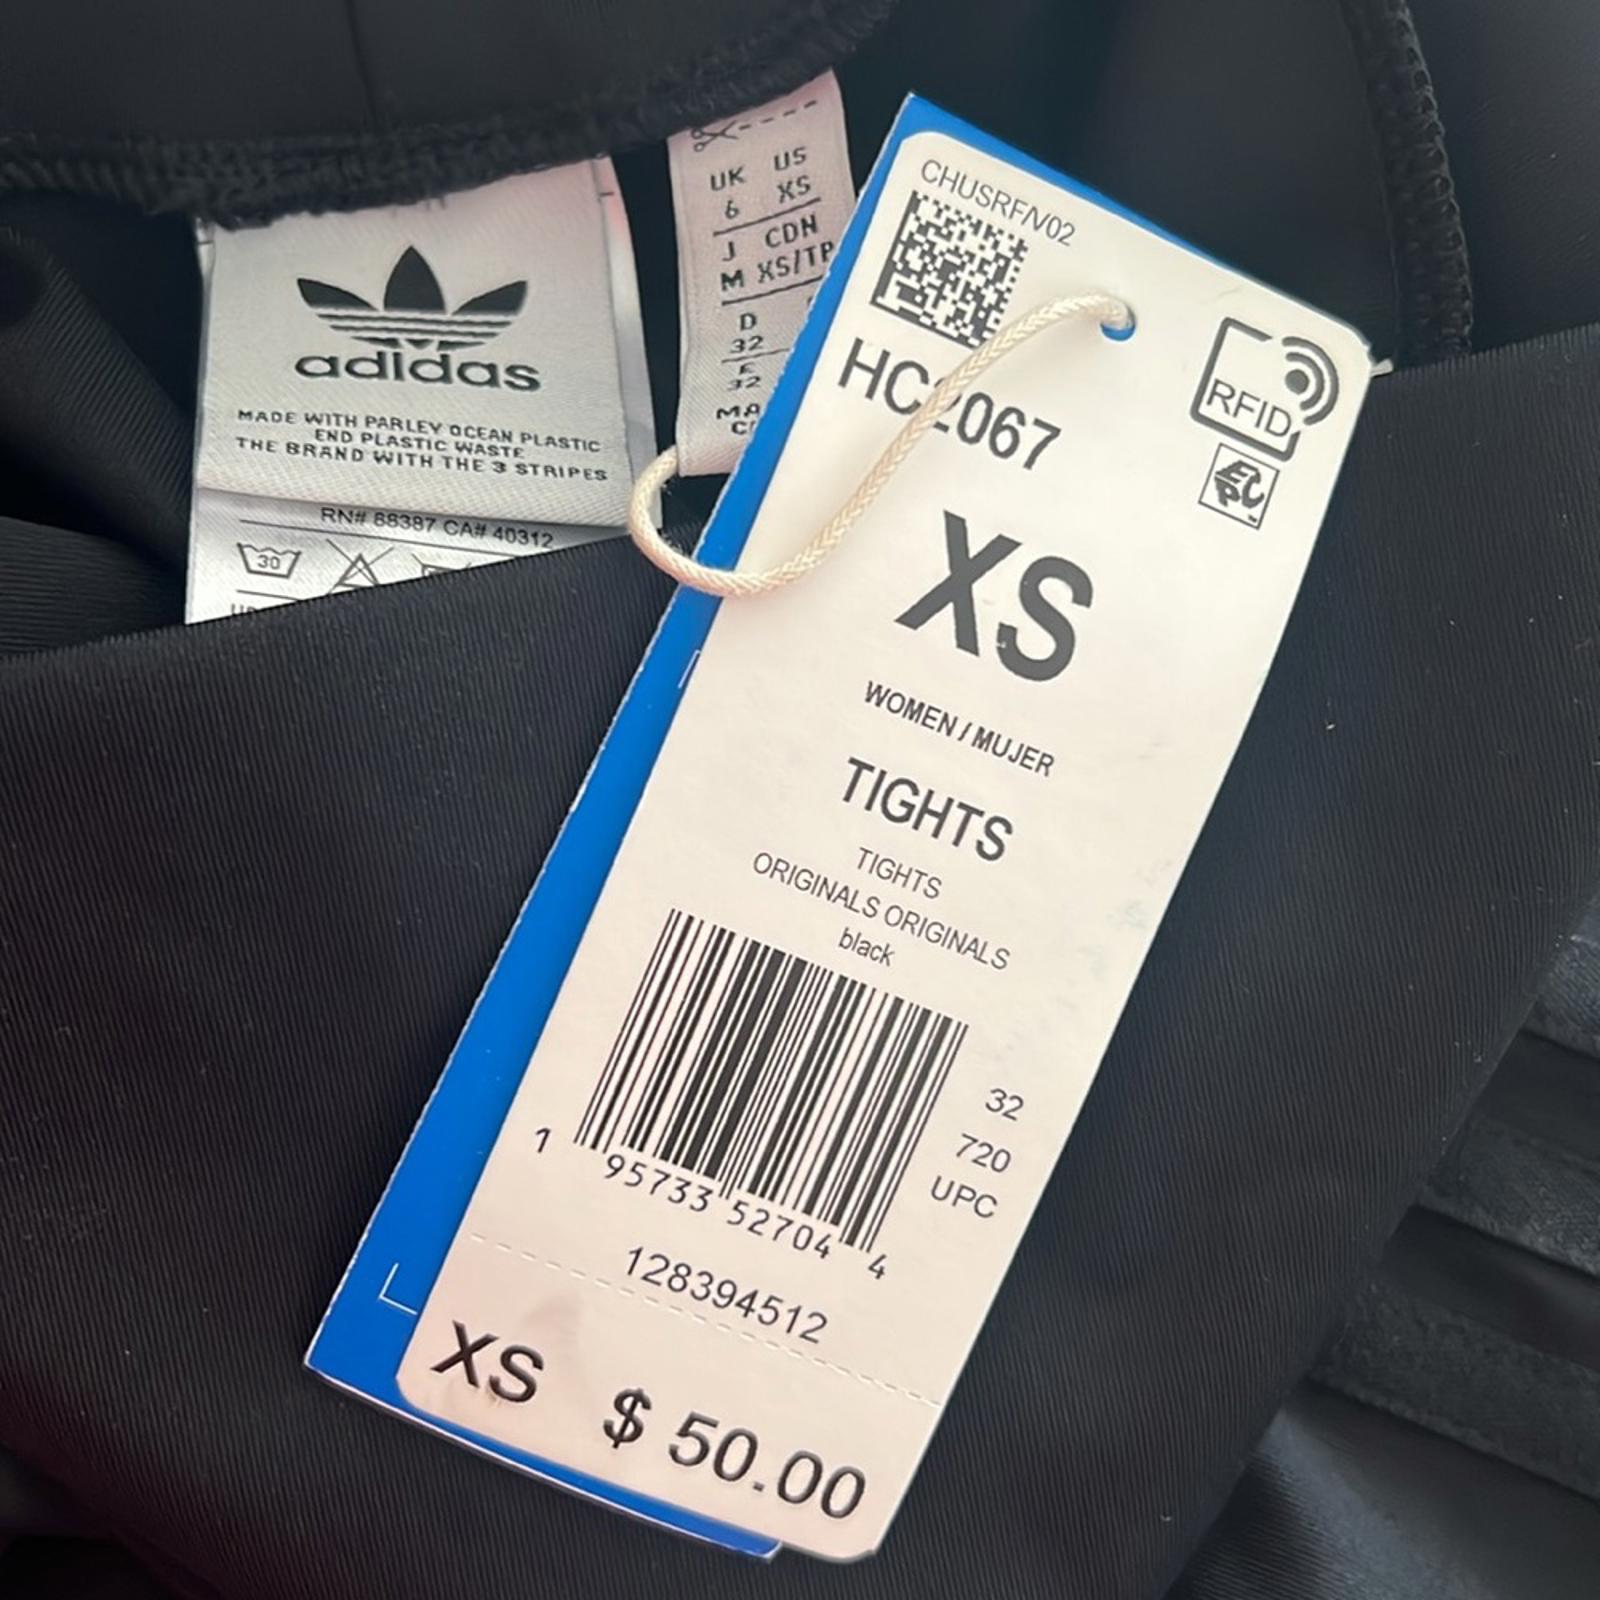 adidas
MADE WITH PARLEY OCEAN PLASTIC
END PLASTIC WASTE
THE BRAND WITH THE 3 STRIPES
RN# 88387 CA# 40312
30
UK US
6 XS
J CDN
M XS/TP
D
32
32
CHUSRF/V02
RFID
EPC
XS
WOMEN / MUJER
TIGHTS
TIGHTS
ORIGINALS ORIGINALS
black
32
720
UPC
1 95733 52704 4
128394512
XS $ 50.00